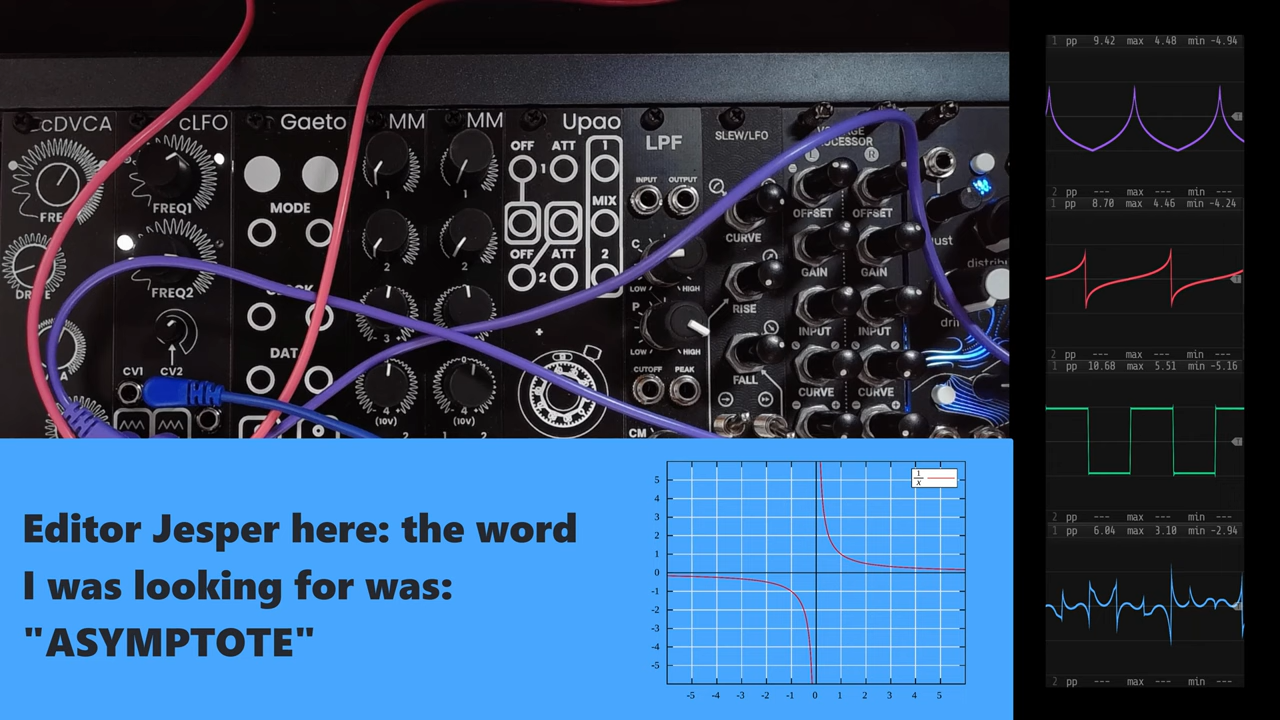 cDVCA
cLFO
Gaeto
MM
MM
Upao
LPF
SLEW/LFO
OFF ATT
1
MIX
2
OFF ATT
2
1
INPUT OUTPUT
FREQ1
MODE
OFFSET OFFSET
CURVE
GAIN GAIN
FREQ2
RISE
LOW HIGH
INPUT INPUT
LOW HIGH
FALL
CV1 CV2
CUTOFF PEAK
CURVE CURVE
(10V)
(10V)
CM
Editor Jesper here: the word
I was looking for was:
"ASYMPTOTE"
1/x
5
4
3
2
1
0
-1
-2
-3
-4
-5
-5 -4 -3 -2 -1 0 1 2 3 4 5
1 pp 9.42 max 4.48 min -4.94
2 pp --- max --- min ---
1 pp 8.70 max 4.46 min -4.24
2 pp --- max --- min ---
1 pp 10.68 max 5.51 min -5.16
2 pp --- max --- min ---
1 pp 6.04 max 3.10 min -2.94
2 pp --- max --- min ---